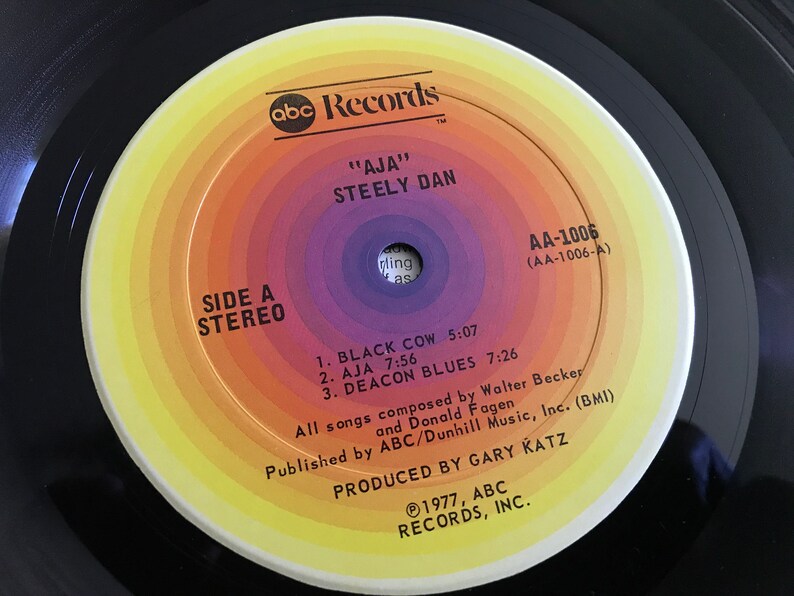 abc Records
™
"AJA"
STEELY DAN
AA-1006
(AA-1006-A)
SIDE A
STEREO
rling
f as
1. BLACK COW 5:07
2. AJA 7:56
3. DEACON BLUES 7:26
All songs composed by Walter Becker
and Donald Fagen
Published by ABC/Dunhill Music, Inc. (BMI)
PRODUCED BY GARY KATZ
℗1977, ABC
RECORDS, INC.